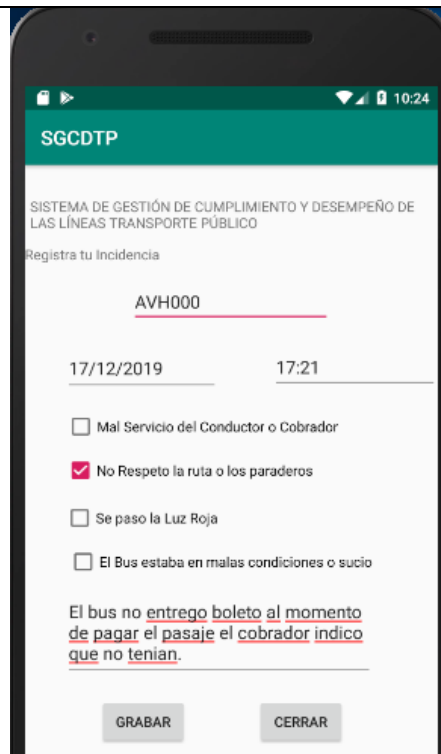 10:24
SGCDTP
SISTEMA DE GESTIÓN DE CUMPLIMIENTO Y DESEMPEÑO DE
LAS LÍNEAS TRANSPORTE PÚBLICO
Registra tu Incidencia
AVH000
17/12/2019 17:21
Mal Servicio del Conductor o Cobrador
No Respeto la ruta o los paraderos
Se paso la Luz Roja
El Bus estaba en malas condiciones o sucio
El bus no entrego boleto al momento
de pagar el pasaje el cobrador indico
que no tenian.
GRABAR CERRAR